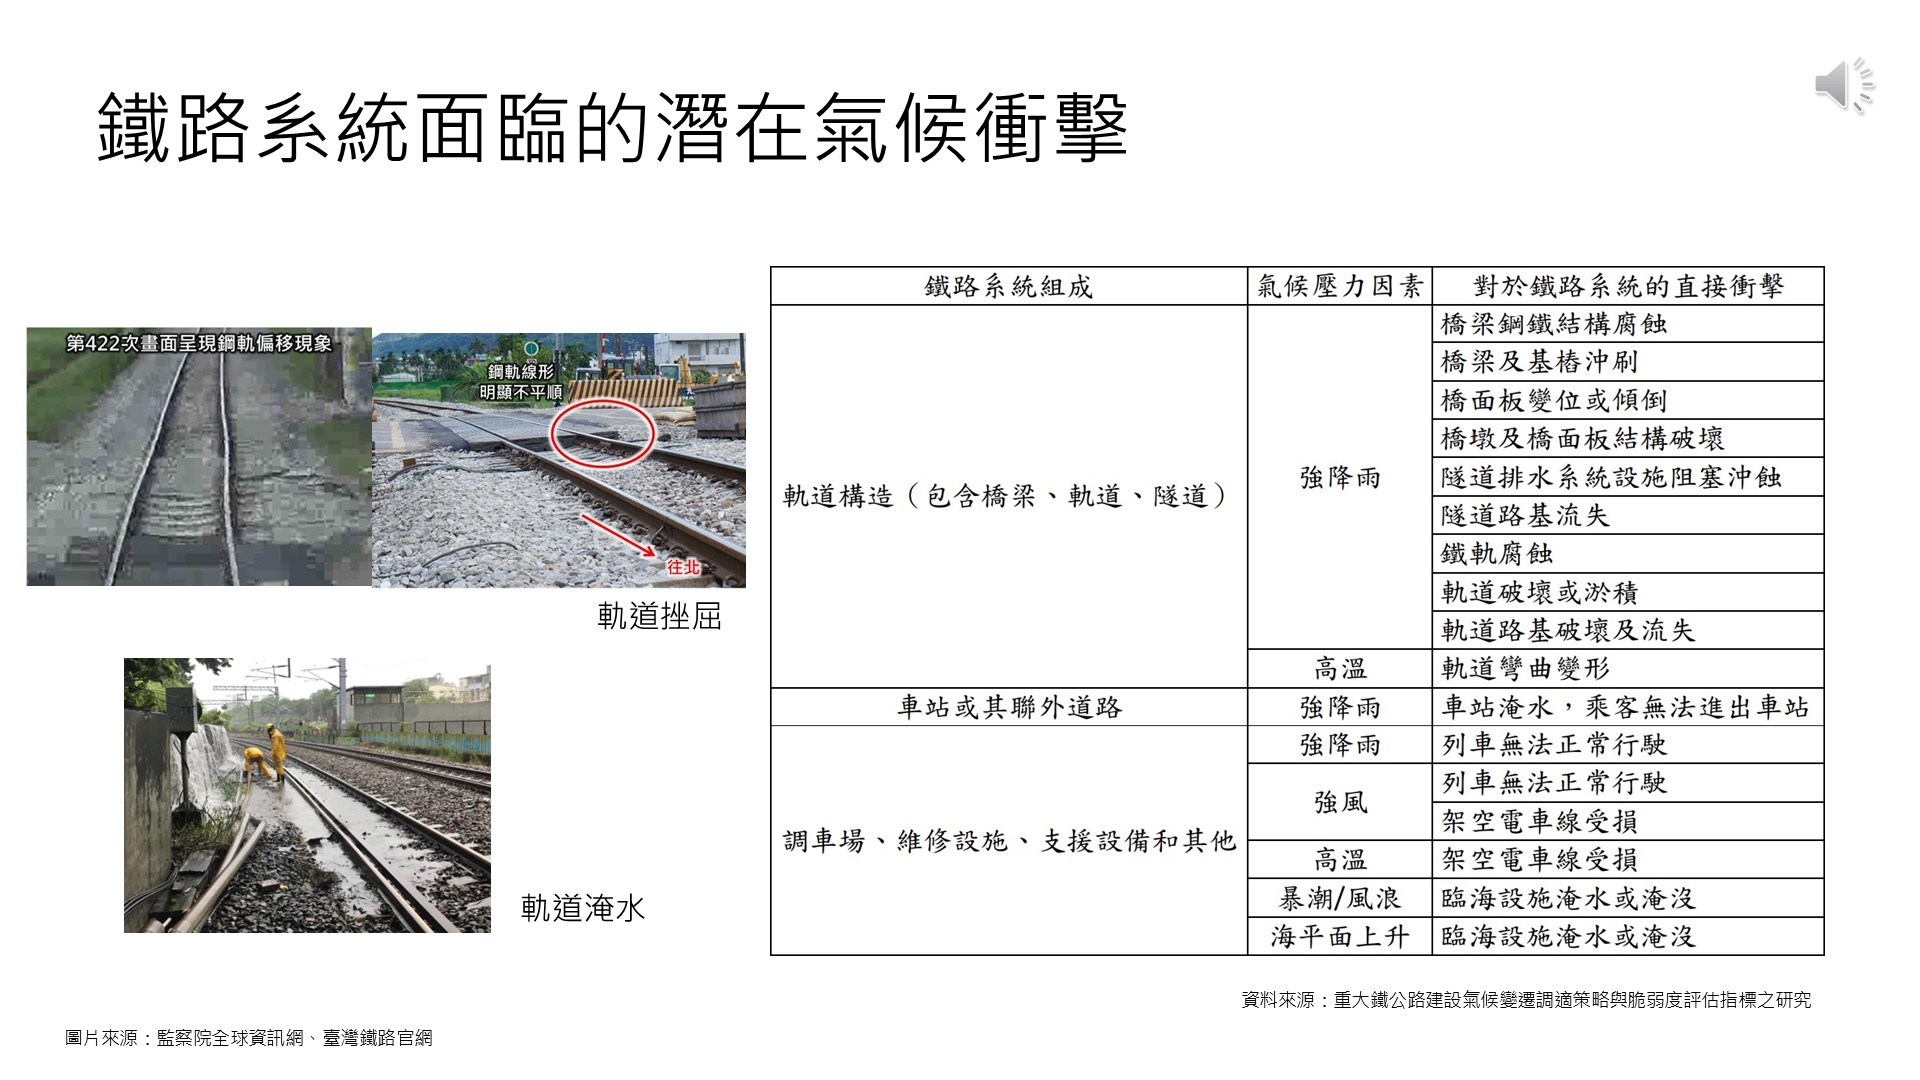 鐵路系統面臨的潛在氣候衝擊
第422次畫面呈現鋼軌偏移現象
鋼軌線形
明顯不平順
往北
軌道挫屈
軌道淹水
鐵路系統組成
氣候壓力因素
對於鐵路系統的直接衝擊
軌道構造（包含橋梁、軌道、隧道）
強降雨
橋梁鋼鐵結構腐蝕
橋梁及基樁沖刷
橋面板變位或傾倒
橋墩及橋面板結構破壞
隧道排水系統設施阻塞沖蝕
隧道路基流失
鐵軌腐蝕
軌道破壞或淤積
軌道路基破壞及流失
高溫
軌道彎曲變形
車站或其聯外道路
強降雨
車站淹水，乘客無法進出車站
調車場、維修設施、支援設備和其他
強降雨
列車無法正常行駛
強風
列車無法正常行駛
架空電車線受損
高溫
架空電車線受損
暴潮/風浪
臨海設施淹水或淹沒
海平面上升
臨海設施淹水或淹沒
資料來源：重大鐵公路建設氣候變遷調適策略與脆弱度評估指標之研究
圖片來源：監察院全球資訊網、臺灣鐵路官網